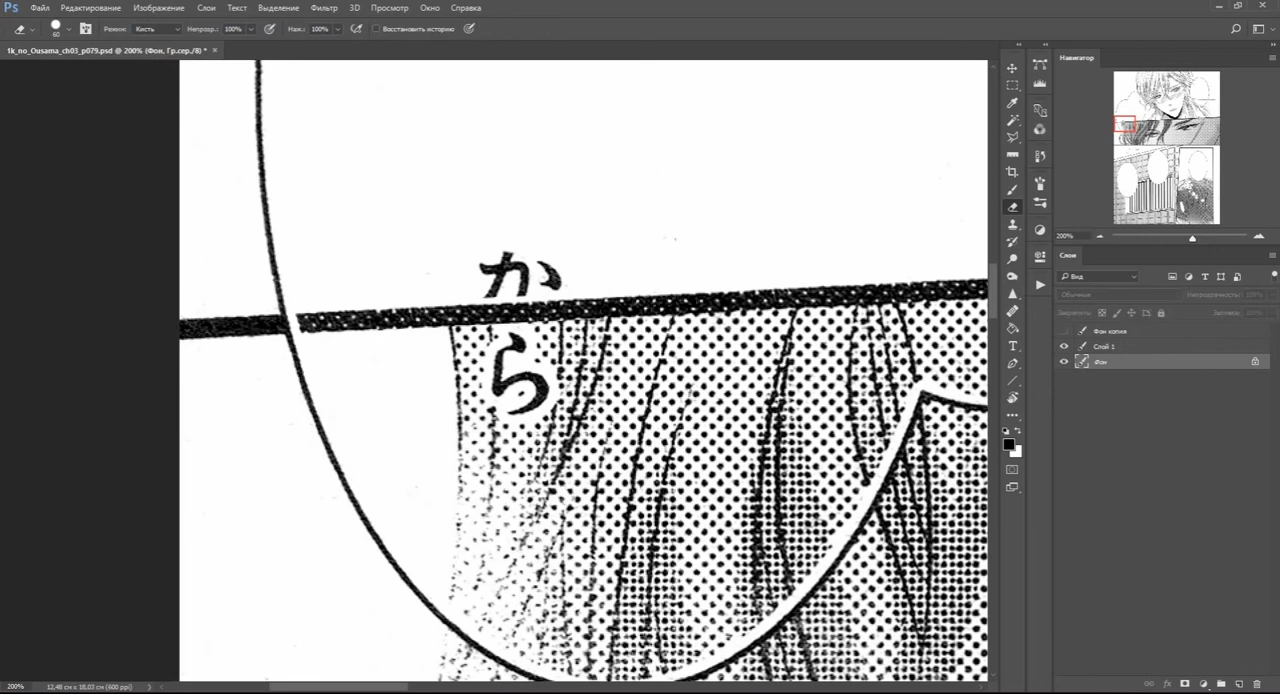 Ps Файл Редактирование Изображение Слои Текст Выделение Фильтр 3D Просмотр Окно Справка
60 Режим: Кисть Непрозр.: 100% Наж.: 100% Восстановить историю
1k_no_Ousama_ch03_p079.psd @ 200% (Фон, Гр.сер./8) * ×
Навигатор
200%
Слои
Вид
Обычные Непрозрачность: 100%
Закрепить: Заливка: 100%
Фон копия
Слой 1
Фон
か
ら
200% 12,48 см x 18,03 см (600 ppi)